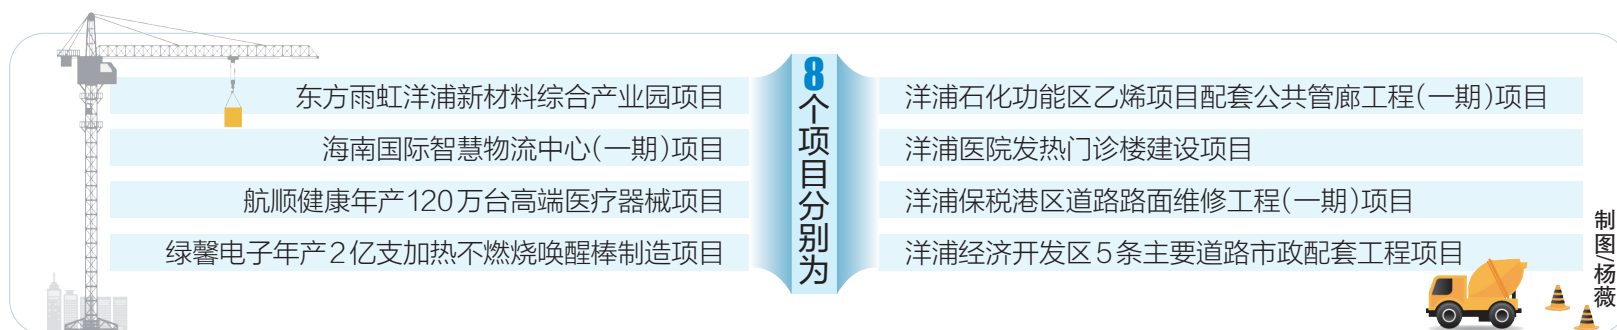 8个项目分别为
东方雨虹洋浦新材料综合产业园项目
海南国际智慧物流中心(一期)项目
航顺健康年产120万台高端医疗器械项目
绿馨电子年产2亿支加热不燃烧唤醒棒制造项目
洋浦石化功能区乙烯项目配套公共管廊工程(一期)项目
洋浦医院发热门诊楼建设项目
洋浦保税港区道路路面维修工程(一期)项目
洋浦经济开发区5条主要道路市政配套工程项目
制图/杨薇